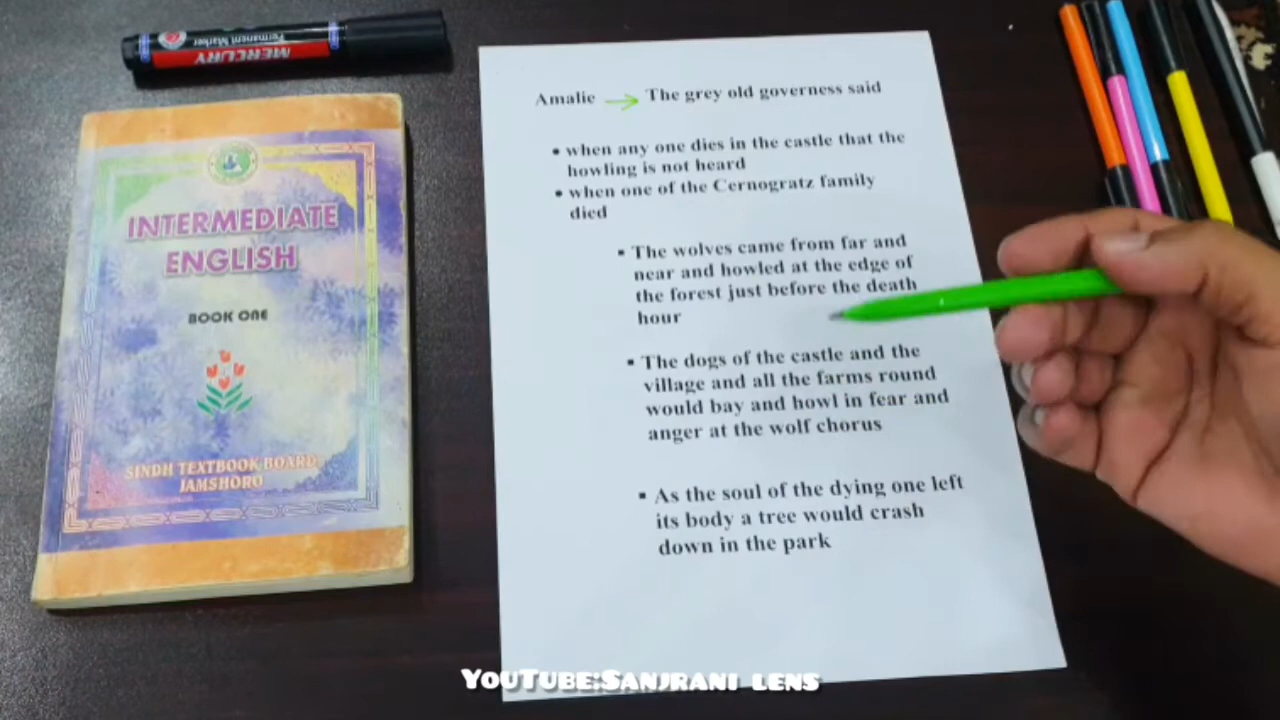 Permanent Marker
MERCURY
INTERMEDIATE
ENGLISH
BOOK ONE
SINDH TEXTBOOK BOARD,
JAMSHORO
Amalie → The grey old governess said
• when any one dies in the castle that the
howling is not heard
• when one of the Cernogratz family
died
▪ The wolves came from far and
near and howled at the edge of
the forest just before the death
hour
▪ The dogs of the castle and the
village and all the farms round
would bay and howl in fear and
anger at the wolf chorus
▪ As the soul of the dying one left
its body a tree would crash
down in the park
YouTube:Sanjrani lens